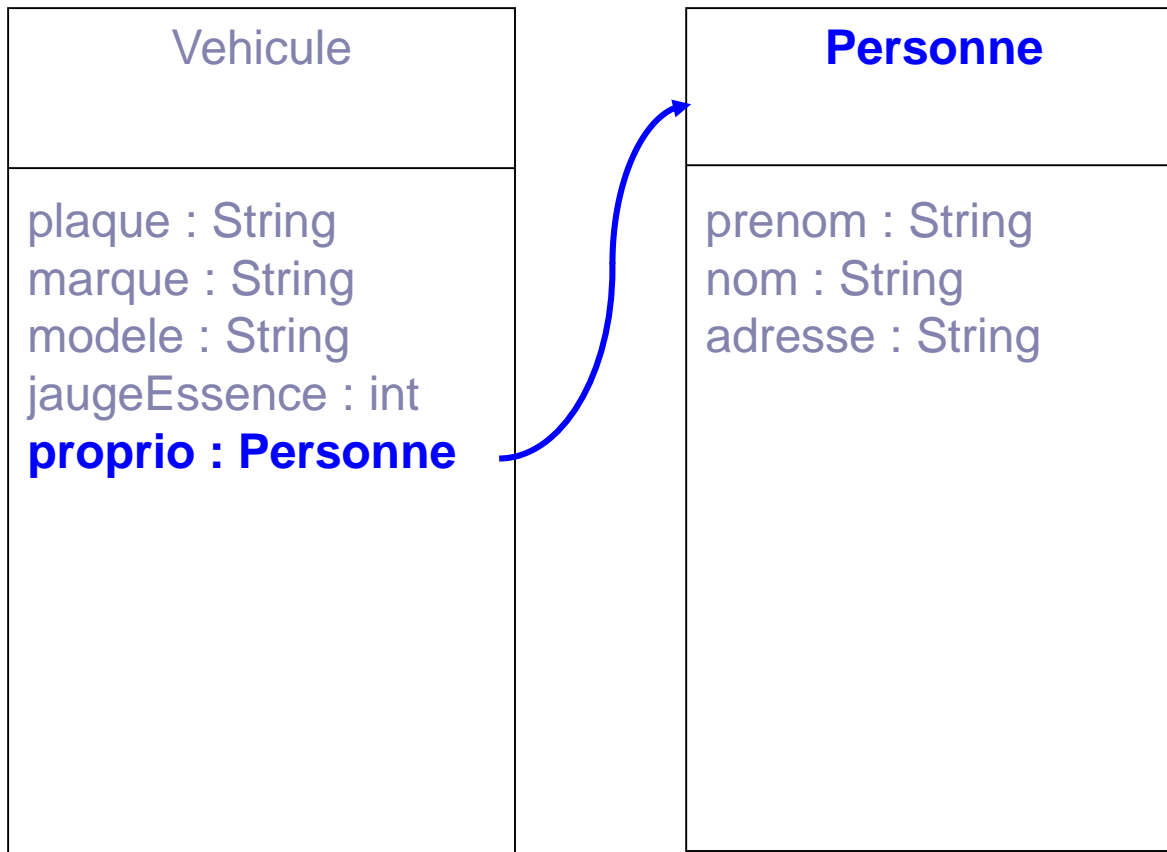 Vehicule
plaque : String
marque : String
modele : String
jaugeEssence : int
proprio : Personne
Personne
prenom : String
nom : String
adresse : String